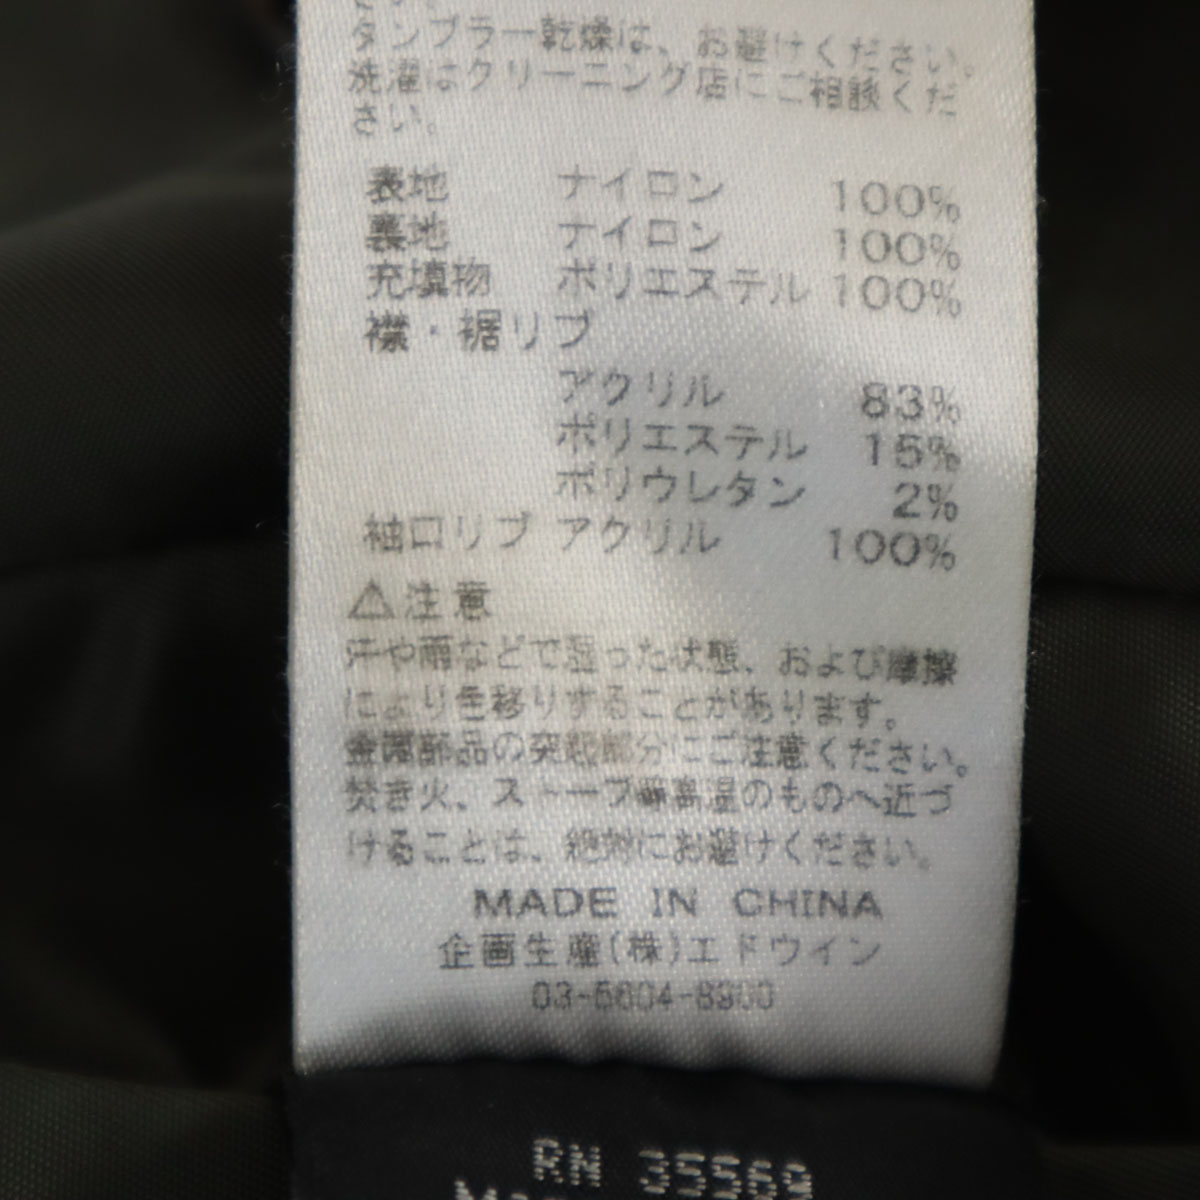 さい。
タンブラー乾燥は、お避けください。
洗濯はクリーニング店にご相談くだ
さい。
表地 ナイロン 100%
裏地 ナイロン 100%
充填物 ポリエステル 100%
襟・裾リブ
アクリル 83%
ポリエステル 15%
ポリウレタン 2%
袖口リブ アクリル 100%
⚠注意
汗や雨などで湿った状態、および摩擦
により色移りすることがあります。
金属部品の突起部分にご注意ください。
焚き火、ストーブ等高温のものへ近づ
けることは、絶対にお避けください。
MADE IN CHINA
企画生産(株)エドウイン
03-5604-8900
RN 35569